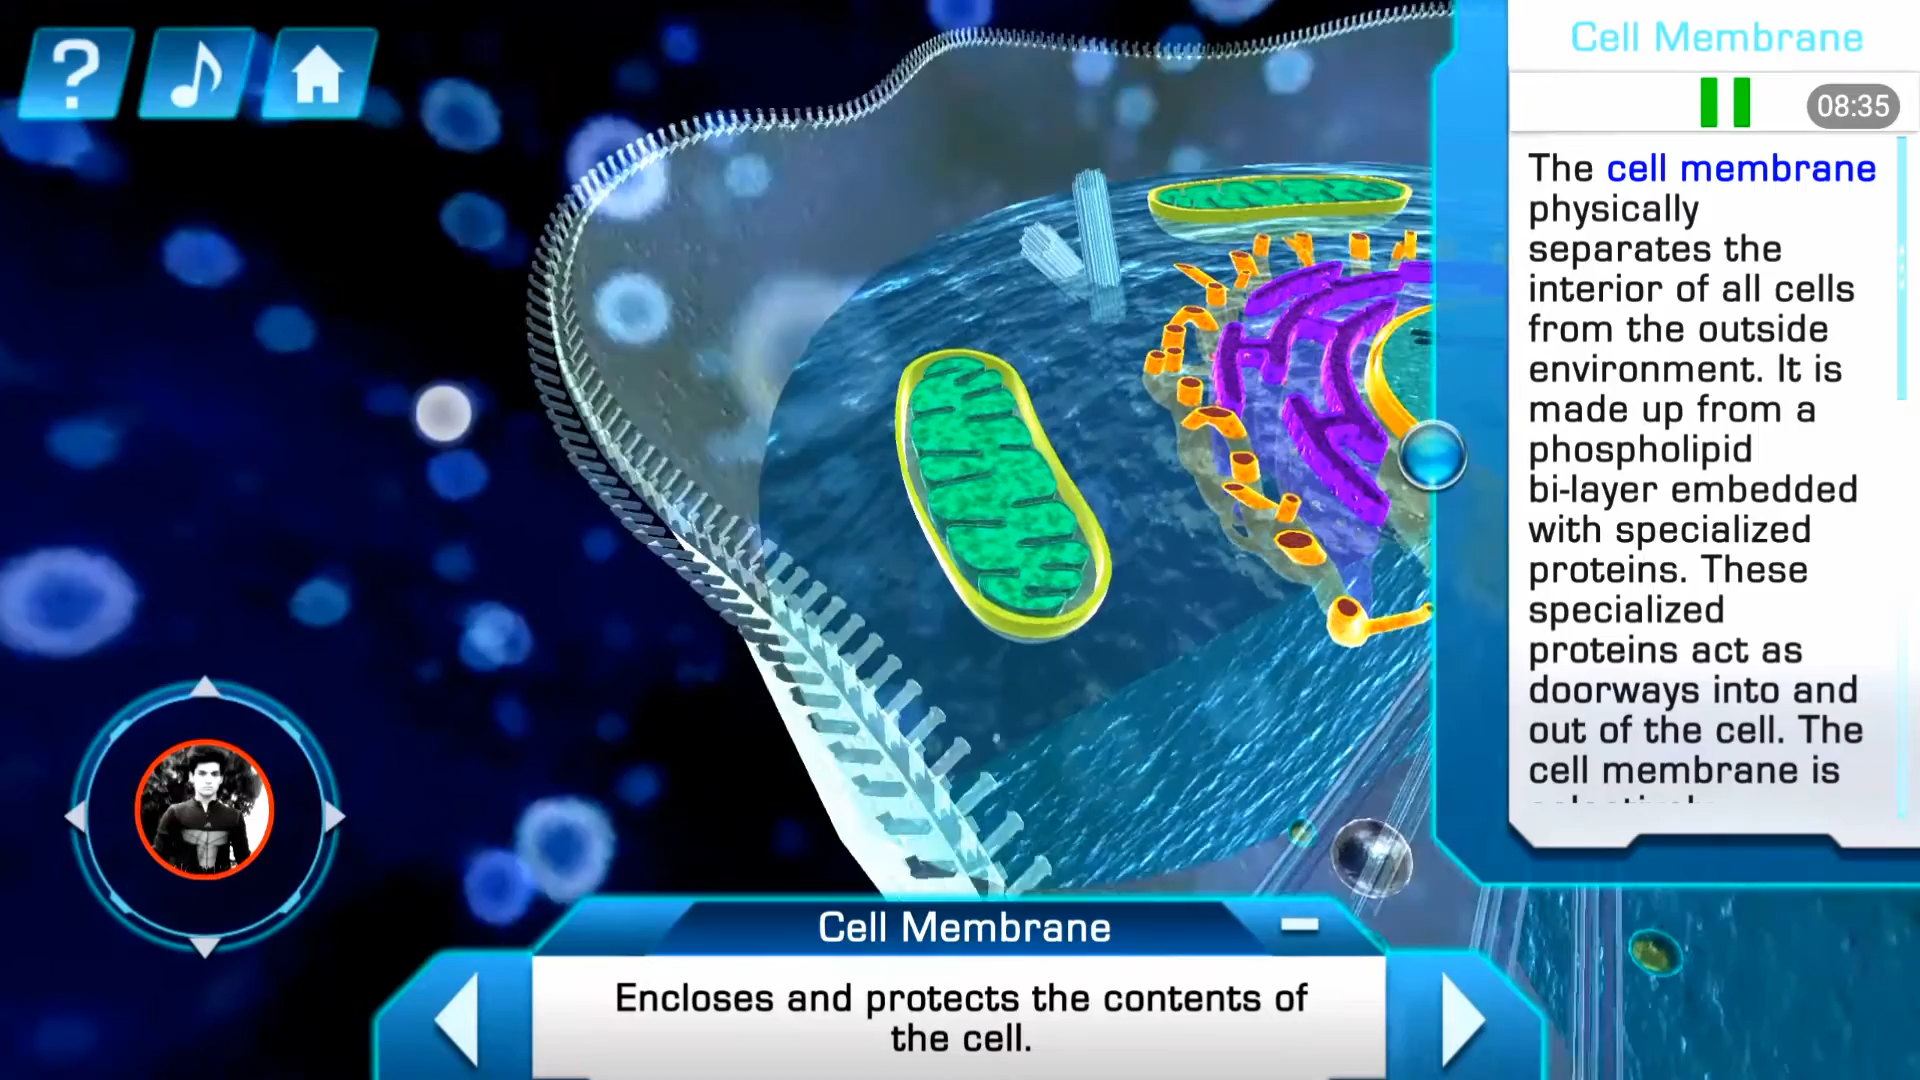 ?
Cell Membrane
08:35
The cell membrane
physically
separates the
interior of all cells
from the outside
environment. It is
made up from a
phospholipid
bi-layer embedded
with specialized
proteins. These
specialized
proteins act as
doorways into and
out of the cell. The
cell membrane is
Cell Membrane
Encloses and protects the contents of
the cell.